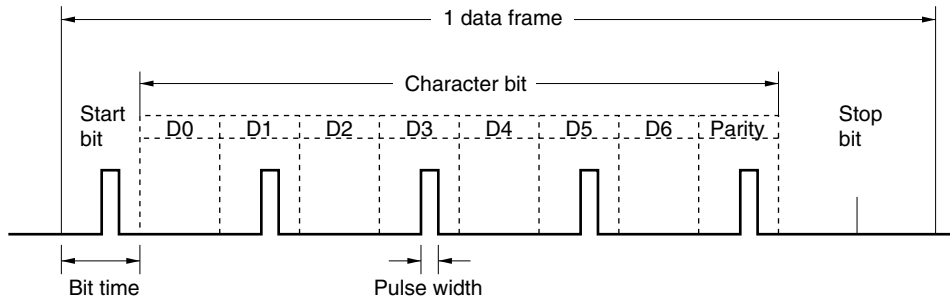 1 data frame
Character bit
Start
bit
D0 D1 D2 D3 D4 D5 D6 Parity
Stop
bit
Bit time
Pulse width